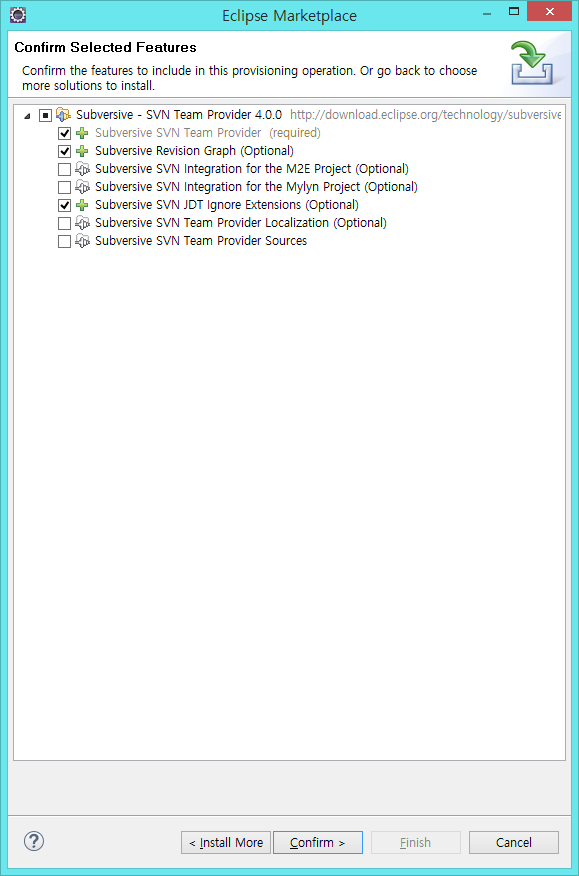 Eclipse Marketplace
Confirm Selected Features
Confirm the features to include in this provisioning operation. Or go back to choose
more solutions to install.
Subversive - SVN Team Provider 4.0.0 http://download.eclipse.org/technology/subversive
Subversive SVN Team Provider (required)
Subversive Revision Graph (Optional)
Subversive SVN Integration for the M2E Project (Optional)
Subversive SVN Integration for the Mylyn Project (Optional)
Subversive SVN JDT Ignore Extensions (Optional)
Subversive SVN Team Provider Localization (Optional)
Subversive SVN Team Provider Sources
< Install More Confirm > Finish Cancel